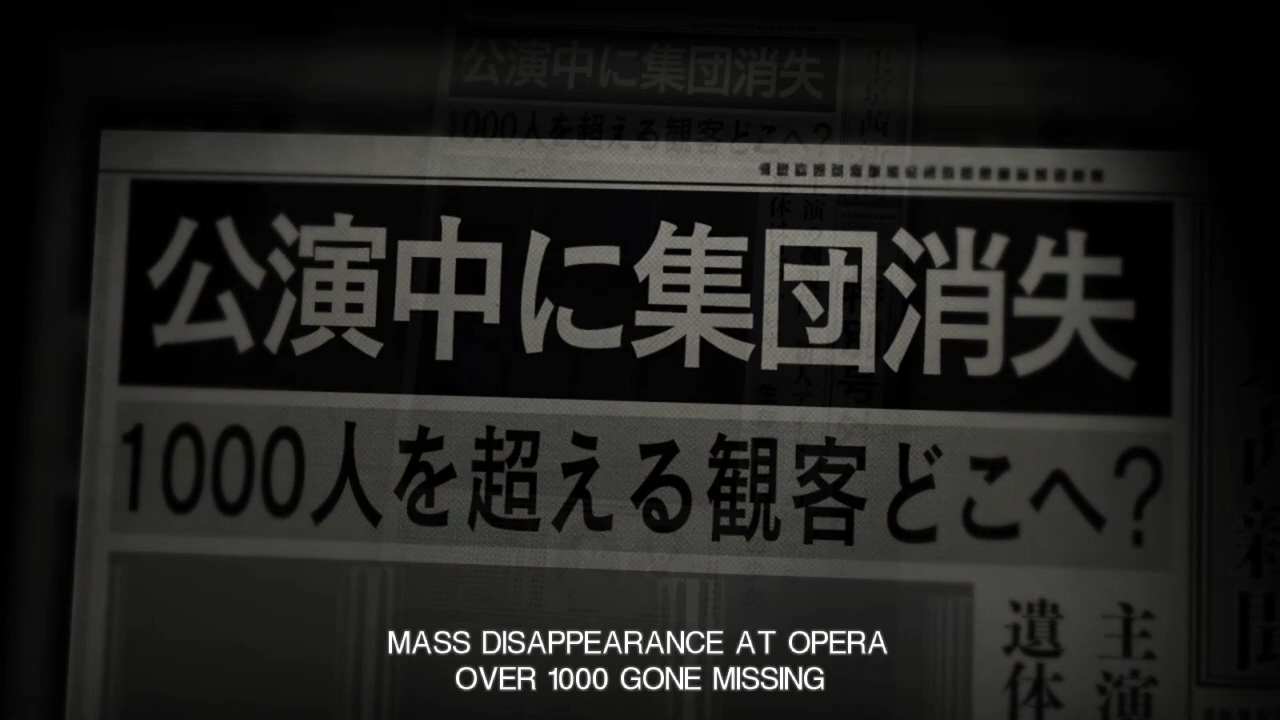 公演中に集団消失
1000人を超える観客どこへ?
公演中に集団消失
1000人を超える観客どこへ?
主演
遺体
MASS DISAPPEARANCE AT OPERA
OVER 1000 GONE MISSING